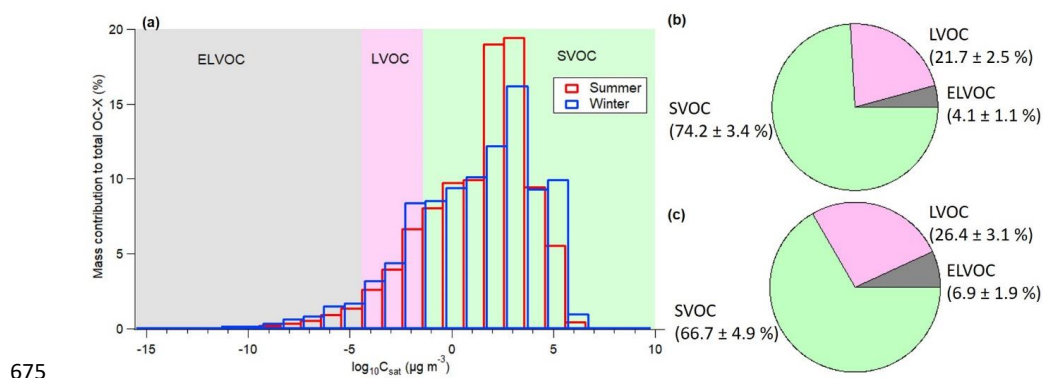 (a)
ELVOC
LVOC
SVOC
Summer
Winter
Mass contribution to total OC-X (%)
20
15
10
5
0
-15
-10
-5
0
5
10
log10Csat (µg m-3)
(b)
LVOC
(21.7 ± 2.5 %)
ELVOC
(4.1 ± 1.1 %)
SVOC
(74.2 ± 3.4 %)
(c)
LVOC
(26.4 ± 3.1 %)
ELVOC
(6.9 ± 1.9 %)
SVOC
(66.7 ± 4.9 %)
675